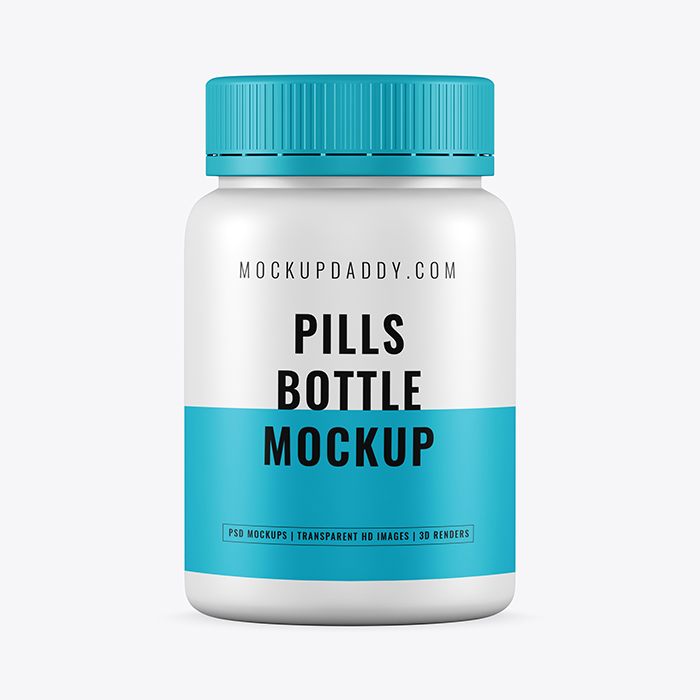 MOCKUPDADDY.COM
PILLS
BOTTLE
MOCKUP
PSD MOCKUPS | TRANSPARENT HD IMAGES | 3D RENDERS